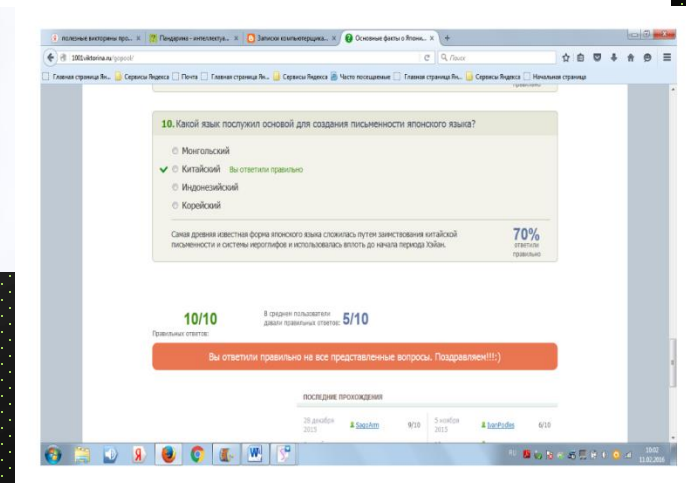 полезные викторины про...
Пандарина - интеллектуа...
Записки компьютерщика...
Основные факты о Япони...
1001viktorina.ru/gopodi/
Поиск
Главная страница Ян...
Сервисы Яндекса
Почта
Главная страница Ян...
Сервисы Яндекса
Часто посещаемые
Главная страница Ян...
Сервисы Яндекса
Начальная страница
правильно
10. Какой язык послужил основой для создания письменности японского языка?
Монгольский
Китайский Вы ответили правильно
Индонезийский
Корейский
Самая древняя известная форма японского языка сложилась путем заимствования китайской
письменности и системы иероглифов и использовалась вплоть до начала периода Хэйан.
70%
ответили
правильно
10/10
Правильных ответов:
В среднем пользователи
давали правильных ответов: 5/10
Вы ответили правильно на все представленные вопросы. Поздравляем!!!:)
ПОСЛЕДНИЕ ПРОХОЖДЕНИЯ
28 декабря
2015
SagoArm 9/10
5 ноября
2015
IvanPodles 6/10
RU
10:02
11.02.2016